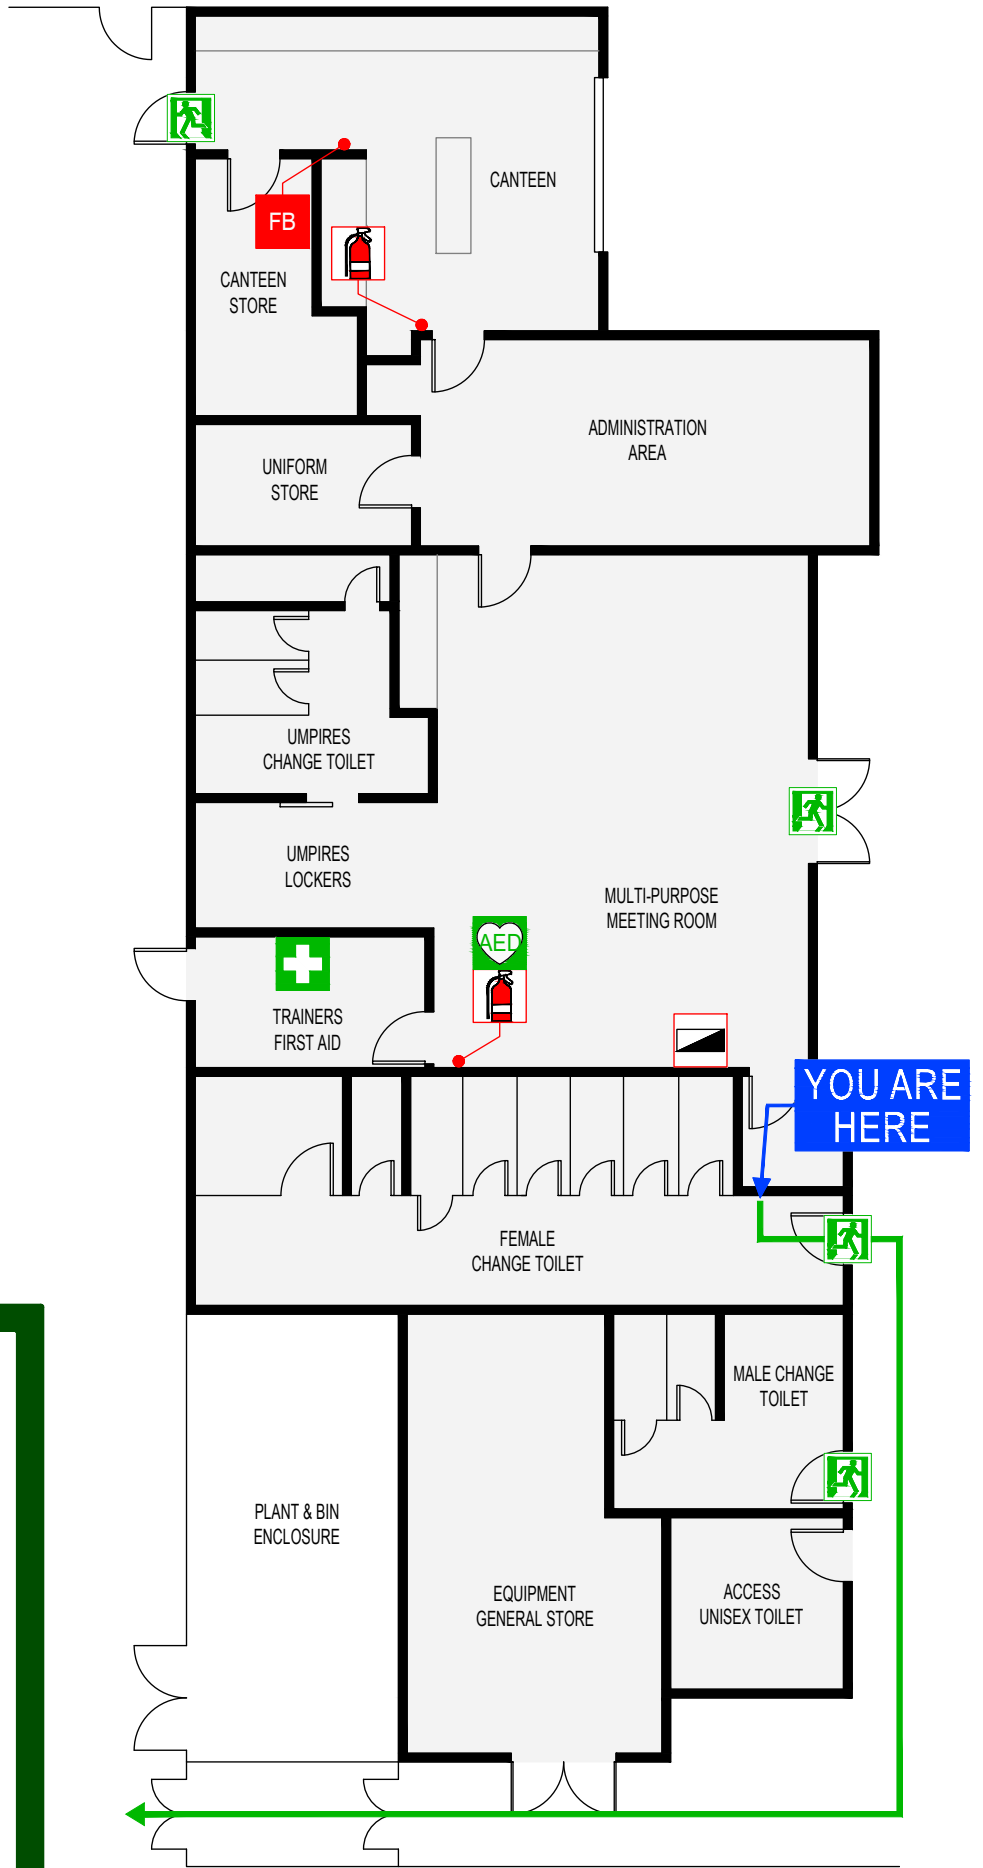 CANTEEN
FB
CANTEEN
STORE
ADMINISTRATION
AREA
UNIFORM
STORE
UMPIRES
CHANGE TOILET
UMPIRES
LOCKERS
MULTI-PURPOSE
MEETING ROOM
AED
TRAINERS
FIRST AID
YOU ARE
HERE
FEMALE
CHANGE TOILET
MALE CHANGE
TOILET
PLANT & BIN
ENCLOSURE
EQUIPMENT
GENERAL STORE
ACCESS
UNISEX TOILET